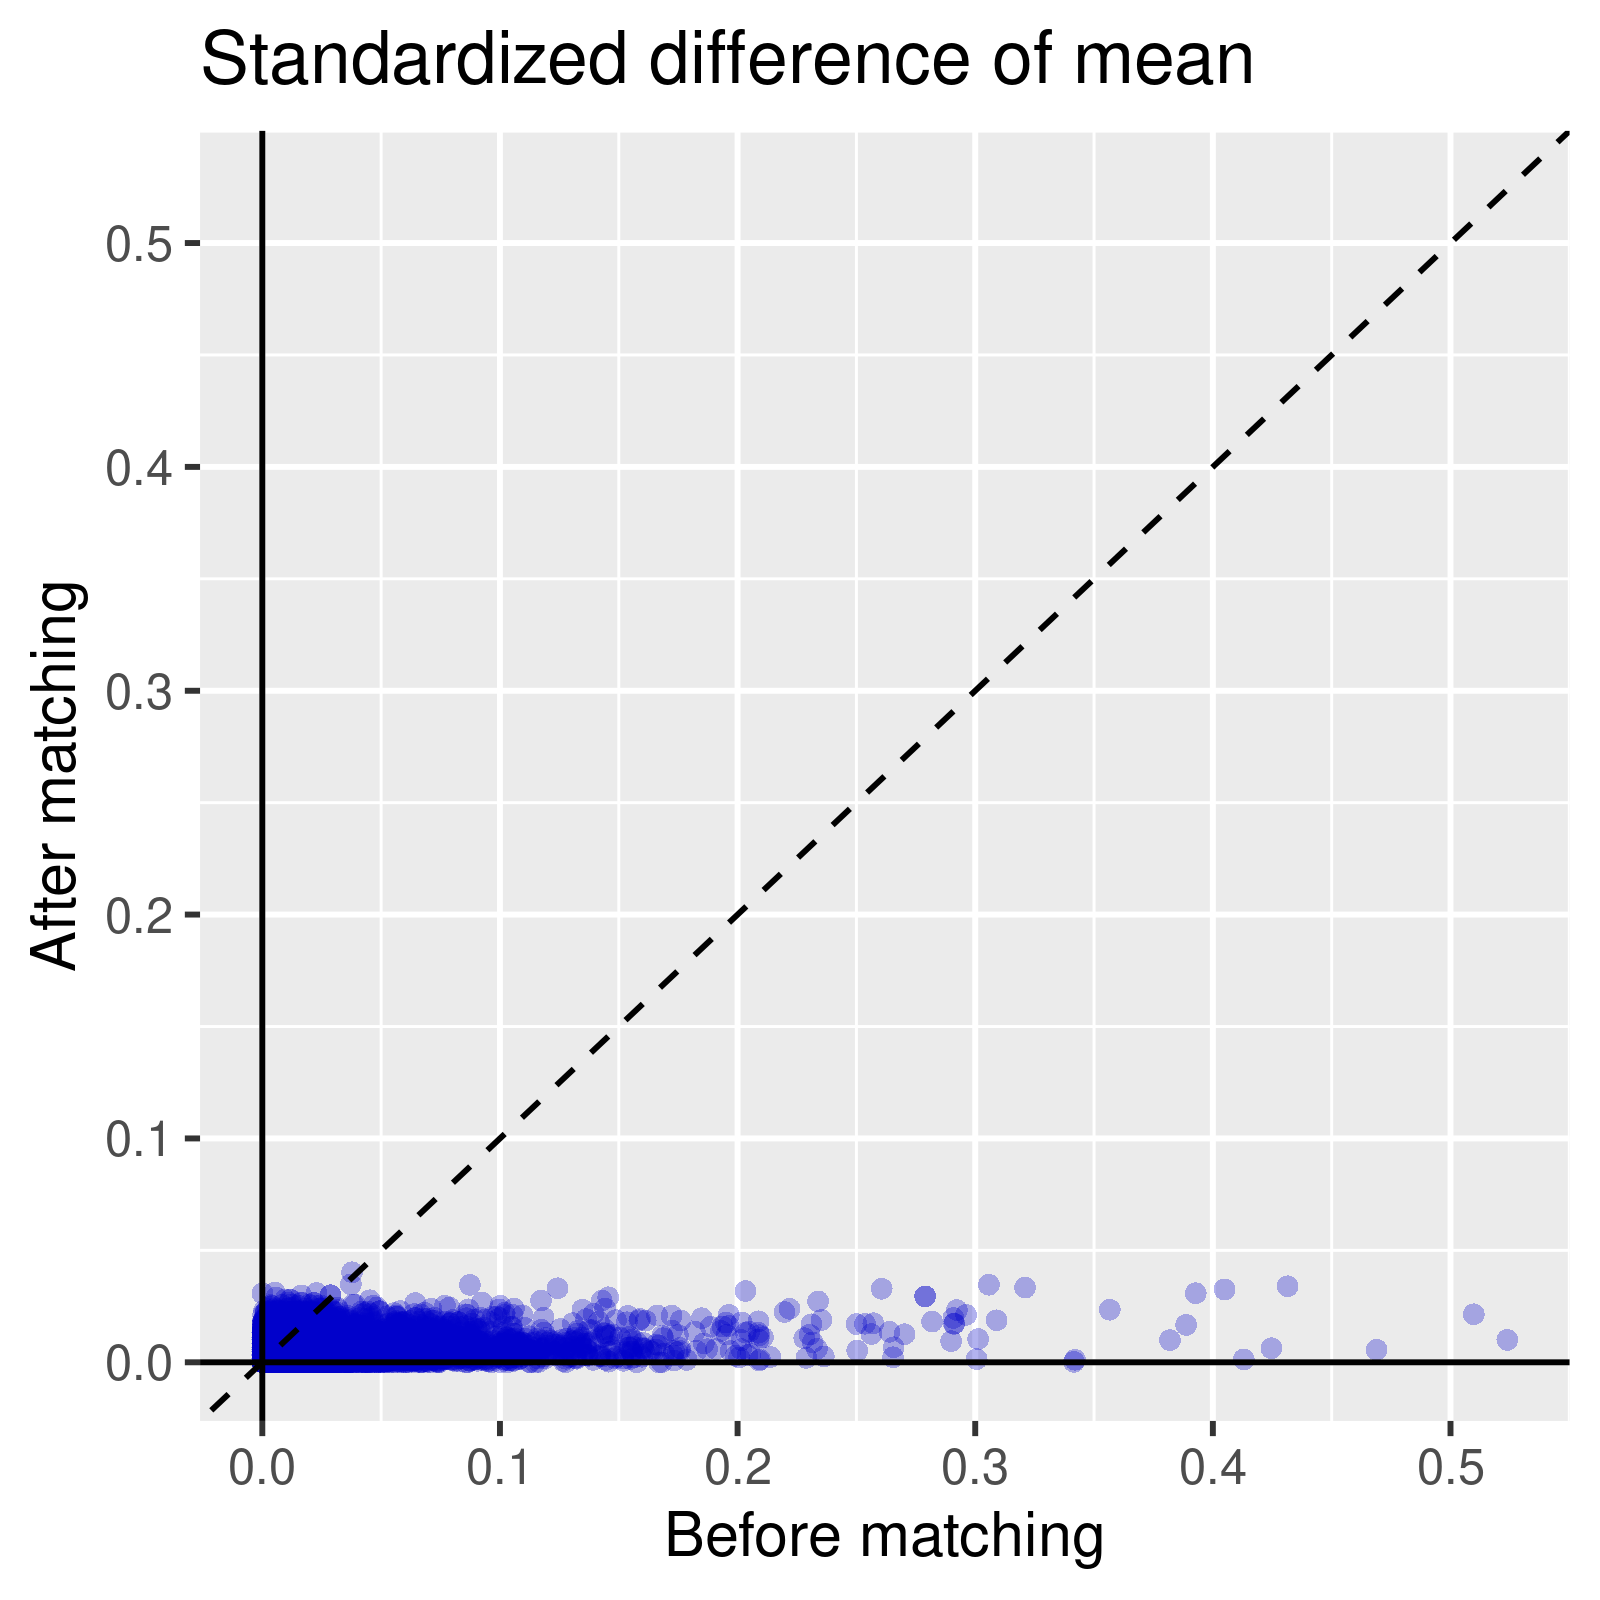 Standardized difference of mean
After matching
0.5
0.4
0.3
0.2
0.1
0.0
0.0 0.1 0.2 0.3 0.4 0.5
Before matching